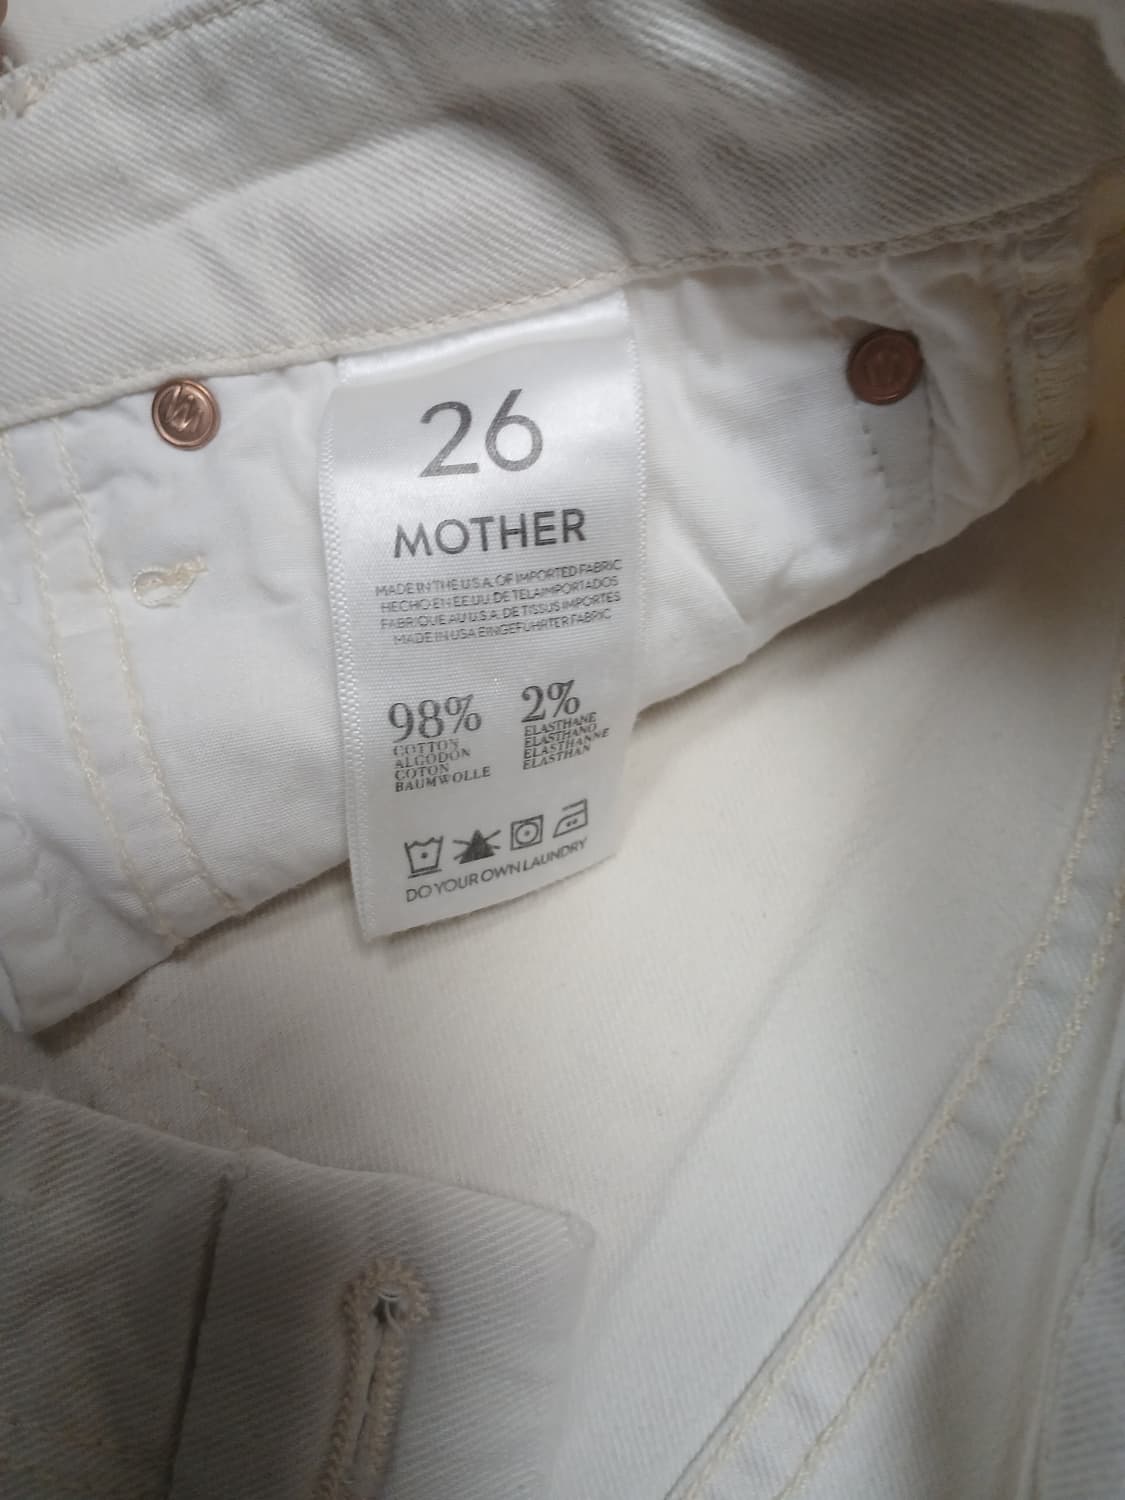 26
MOTHER
MADE IN THE U.S.A. OF IMPORTED FABRIC
HECHO EN EE.UU. DE TELA IMPORTADOS
FABRIQUE AU U.S.A. DE TISSUS IMPORTES
MADE IN USA EINGEFUHRTER FABRIC
98%
COTTON
ALGODON
COTON
BAUMWOLLE
2%
ELASTHANE
ELASTHANO
ELASTHANNE
ELASTHAN
DO YOUR OWN LAUNDRY